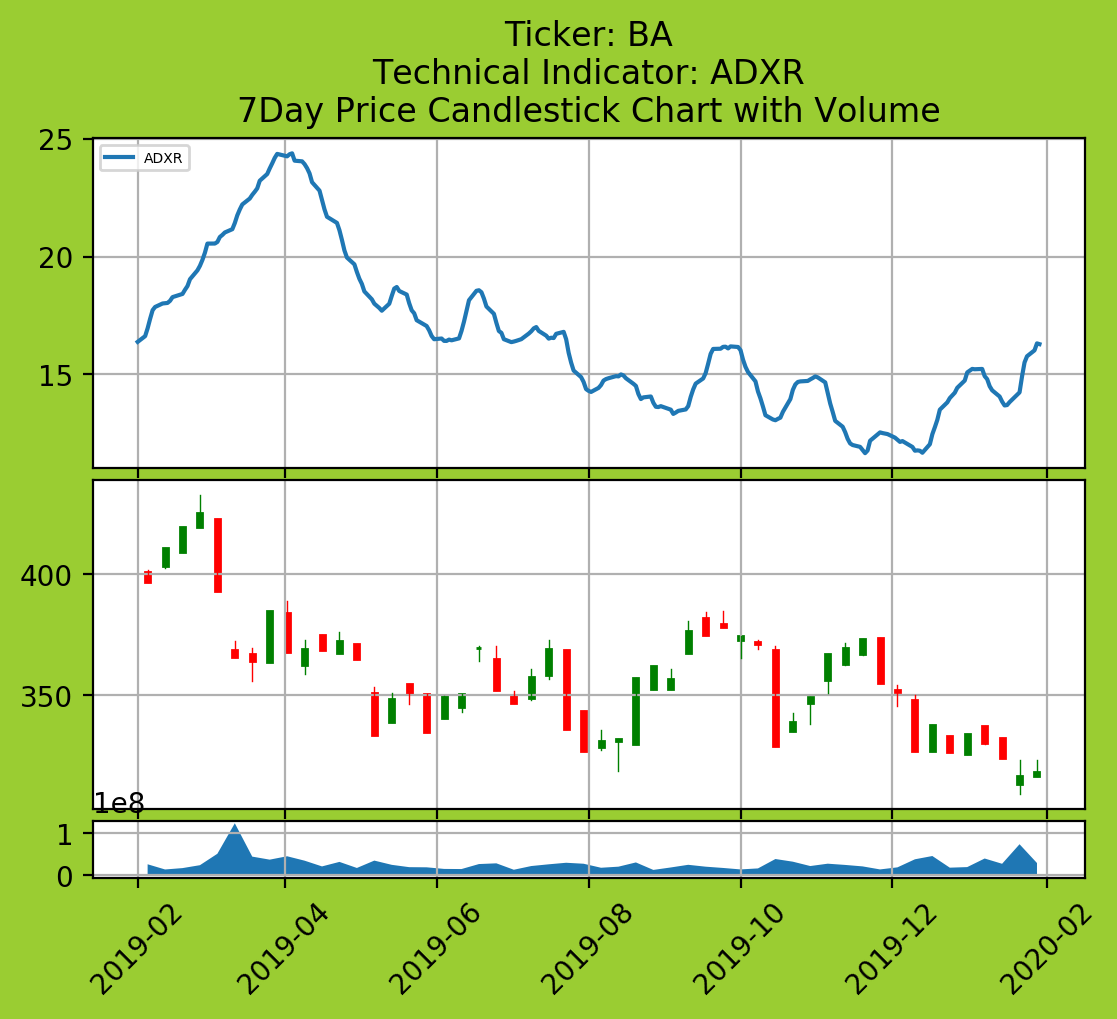 Ticker: BA
Technical Indicator: ADXR
7Day Price Candlestick Chart with Volume
25
ADXR
20
15
400
350
1e8
1
0
2019-02
2019-04
2019-06
2019-08
2019-10
2019-12
2020-02